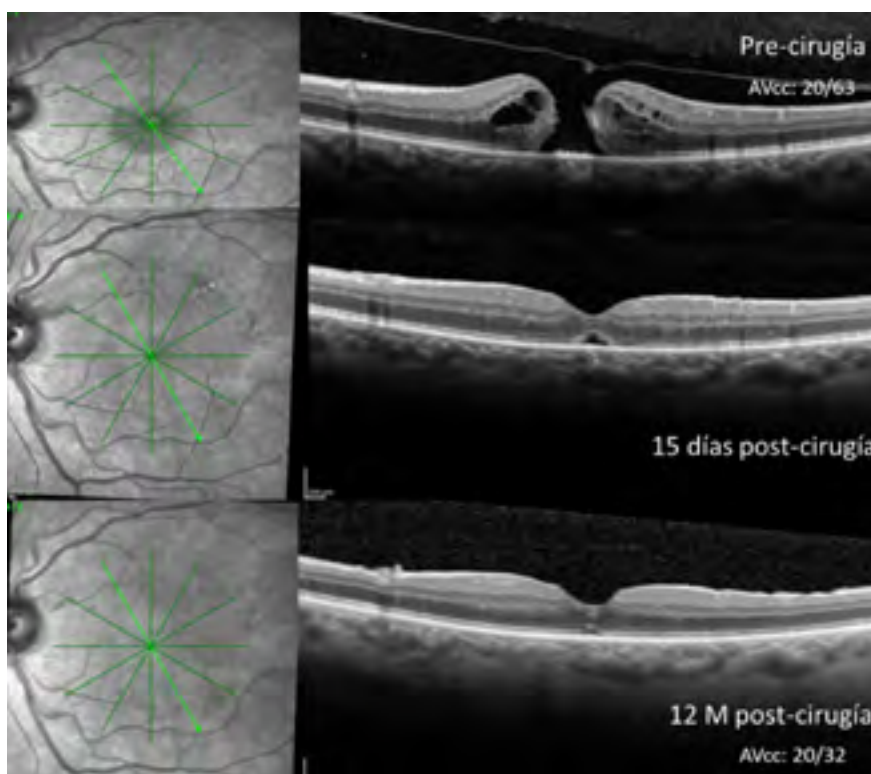 Pre-cirugía
AVcc: 20/63
15 días post-cirugía
12 M post-cirugía
AVcc: 20/32